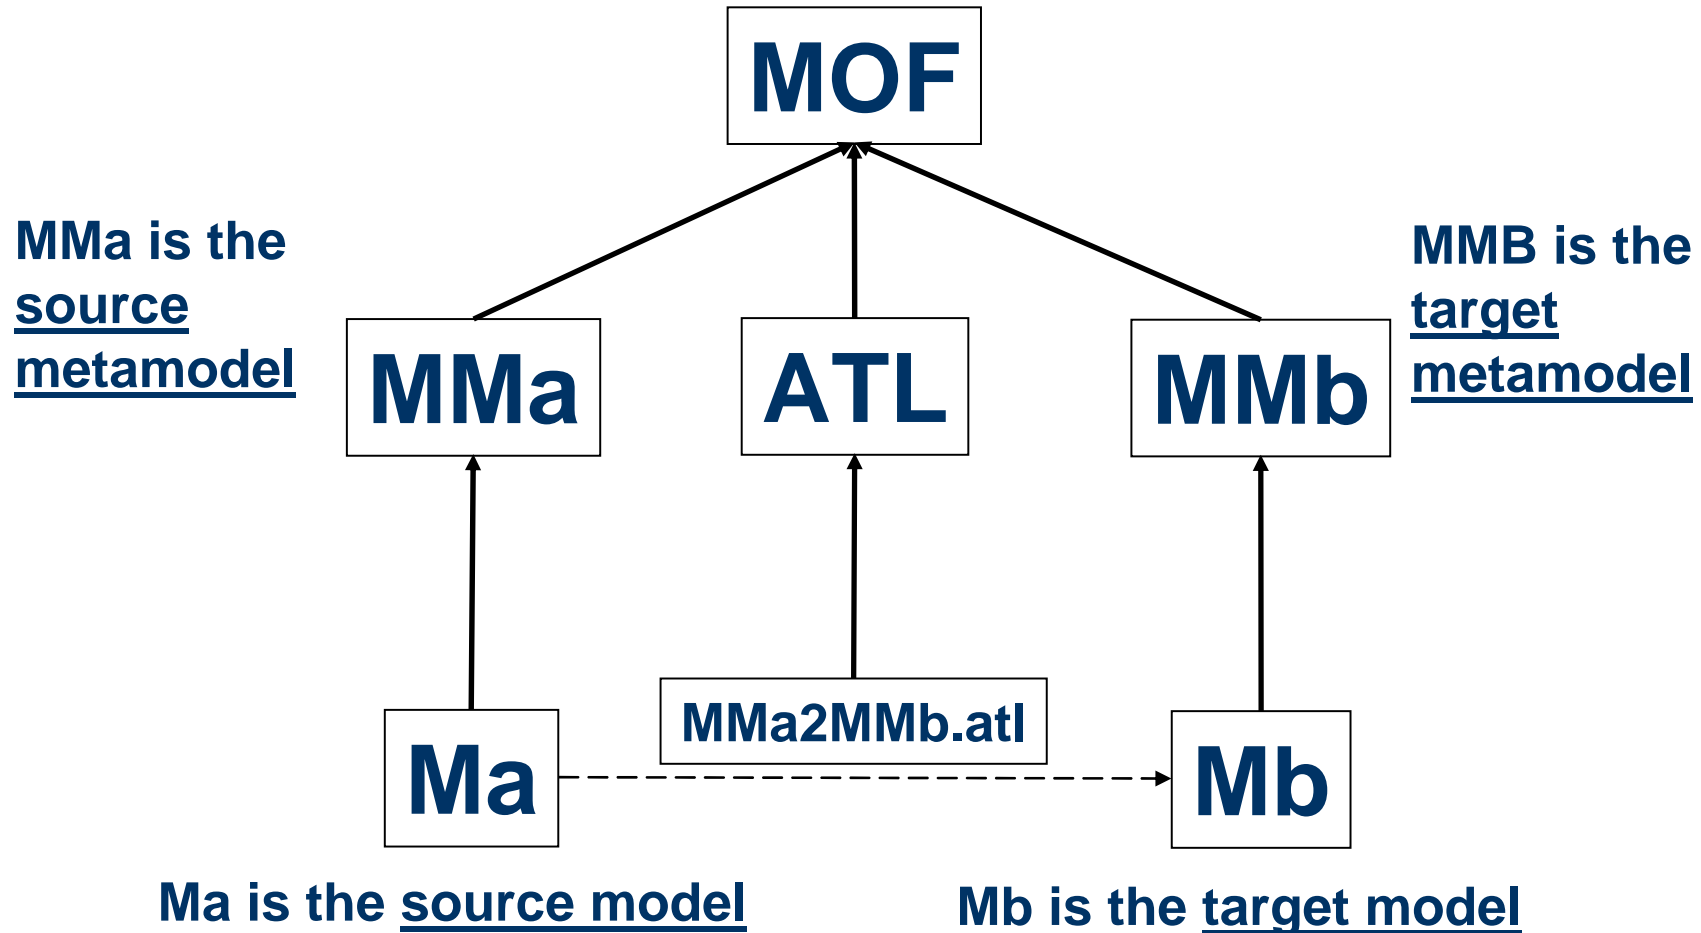 MOF
MMa is the
source
metamodel
MMa
ATL
MMb
MMB is the
target
metamodel
MMa2MMb.atl
Ma
Mb
Ma is the source model
Mb is the target model